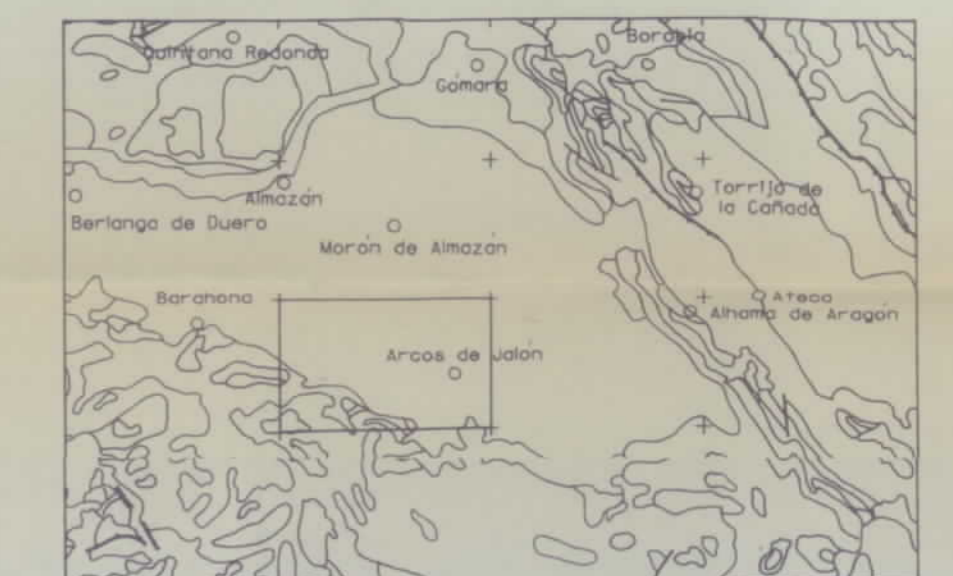 Quintana Redonda
Borobia
Gómara
Almazán
Torrijo de
la Cañada
Berlanga de Duero
Morón de Almazán
Barahona
Ateca
Alhama de Aragón
Arcos de Jalón